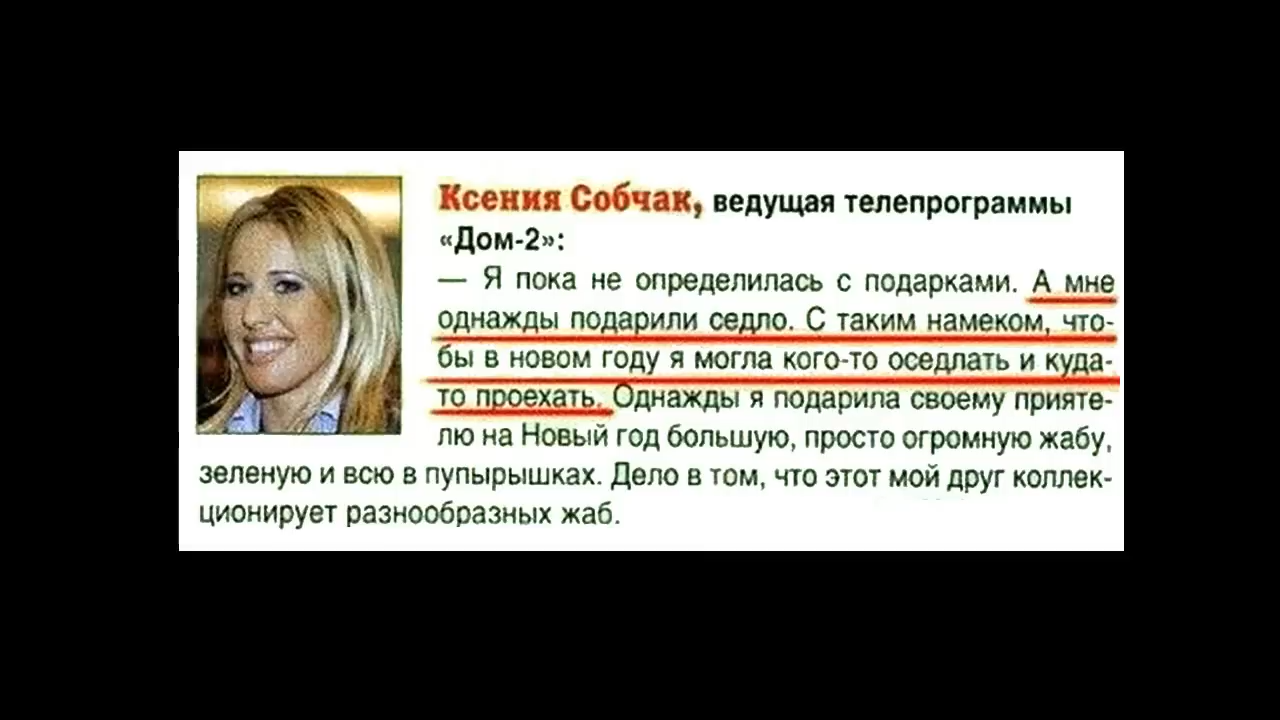 Ксения Собчак, ведущая телепрограммы
«Дом-2»:
— Я пока не определилась с подарками. А мне
однажды подарили седло. С таким намеком, что-
бы в новом году я могла кого-то оседлать и куда-
то проехать. Однажды я подарила своему прияте-
лю на Новый год большую, просто огромную жабу,
зеленую и всю в пупырышках. Дело в том, что этот мой друг коллек-
ционирует разнообразных жаб.